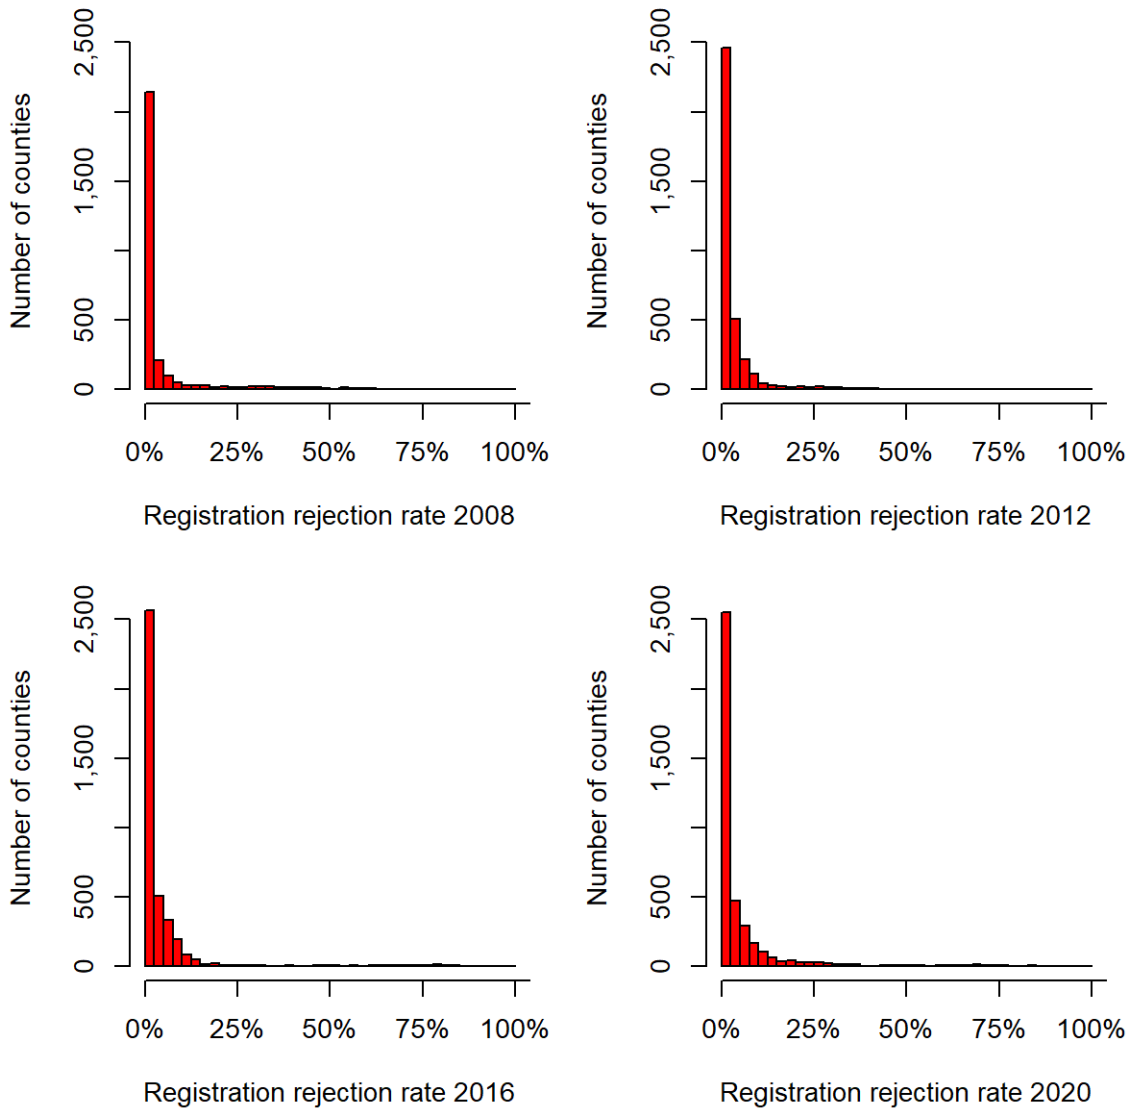 Number of counties
2,500
1,500
500
0
0% 25% 50% 75% 100%
Registration rejection rate 2008
Number of counties
2,500
1,500
500
0
0% 25% 50% 75% 100%
Registration rejection rate 2012
Number of counties
2,500
1,500
500
0
0% 25% 50% 75% 100%
Registration rejection rate 2016
Number of counties
2,500
1,500
500
0
0% 25% 50% 75% 100%
Registration rejection rate 2020